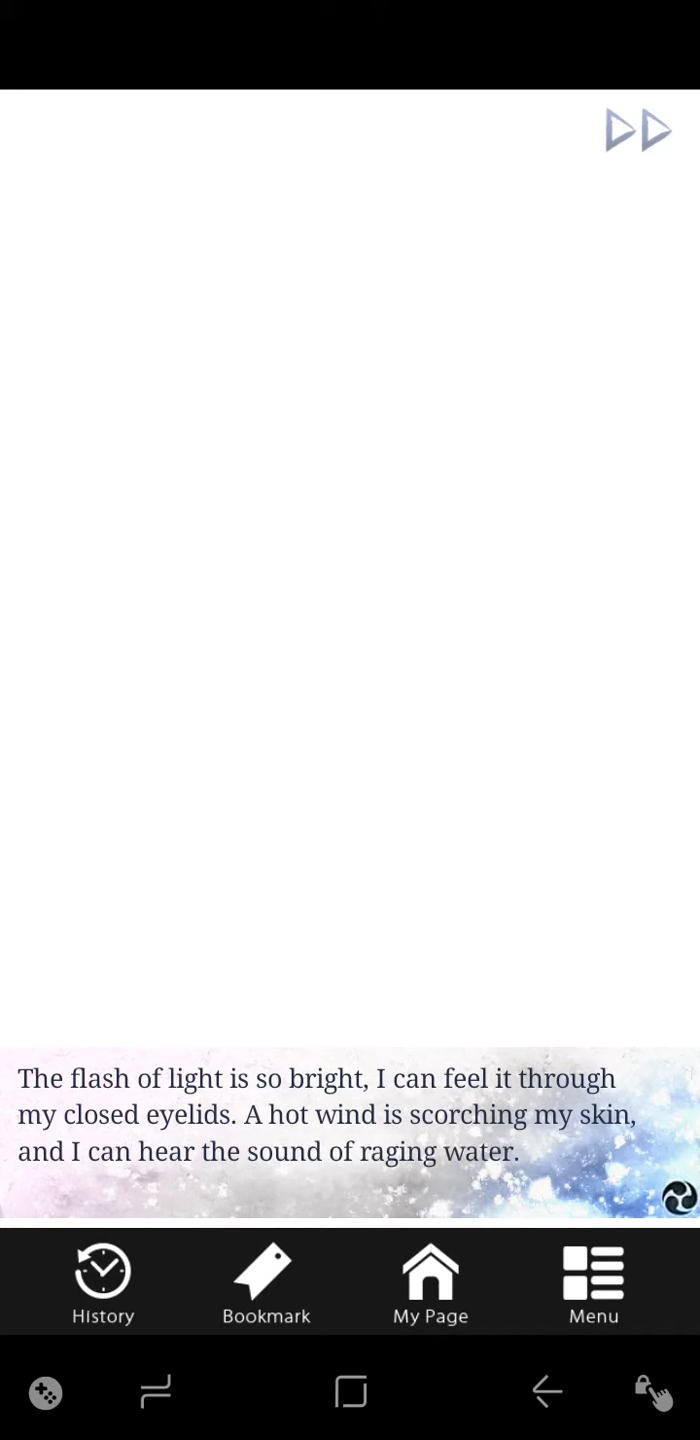 The flash of light is so bright, I can feel it through
my closed eyelids. A hot wind is scorching my skin,
and I can hear the sound of raging water.
History
Bookmark
My Page
Menu